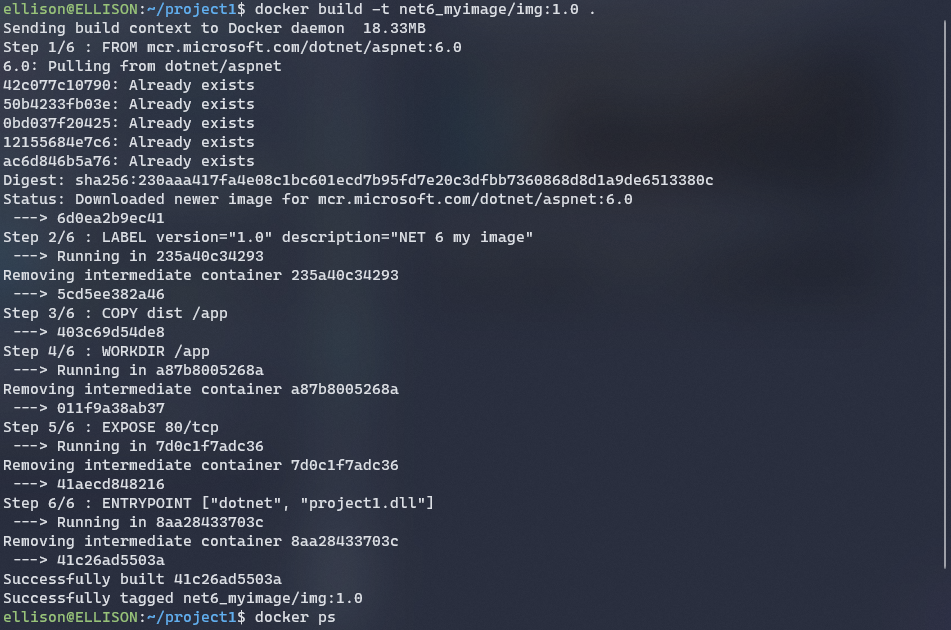 ellison@ELLISON:~/project1$ docker build -t net6_myimage/img:1.0 .
Sending build context to Docker daemon  18.33MB
Step 1/6 : FROM mcr.microsoft.com/dotnet/aspnet:6.0
6.0: Pulling from dotnet/aspnet
42c077c10790: Already exists
50b4233fb03e: Already exists
0bd037f20425: Already exists
12155684e7c6: Already exists
ac6d846b5a76: Already exists
Digest: sha256:230aaa417fa4e08c1bc601ecd7b95fd7e20c3dfbb7360868d8d1a9de6513380c
Status: Downloaded newer image for mcr.microsoft.com/dotnet/aspnet:6.0
 ---> 6d0ea2b9ec41
Step 2/6 : LABEL version="1.0" description="NET 6 my image"
 ---> Running in 235a40c34293
Removing intermediate container 235a40c34293
 ---> 5cd5ee382a46
Step 3/6 : COPY dist /app
 ---> 403c69d54de8
Step 4/6 : WORKDIR /app
 ---> Running in a87b8005268a
Removing intermediate container a87b8005268a
 ---> 011f9a38ab37
Step 5/6 : EXPOSE 80/tcp
 ---> Running in 7d0c1f7adc36
Removing intermediate container 7d0c1f7adc36
 ---> 41aecd848216
Step 6/6 : ENTRYPOINT ["dotnet", "project1.dll"]
 ---> Running in 8aa28433703c
Removing intermediate container 8aa28433703c
 ---> 41c26ad5503a
Successfully built 41c26ad5503a
Successfully tagged net6_myimage/img:1.0
ellison@ELLISON:~/project1$ docker ps